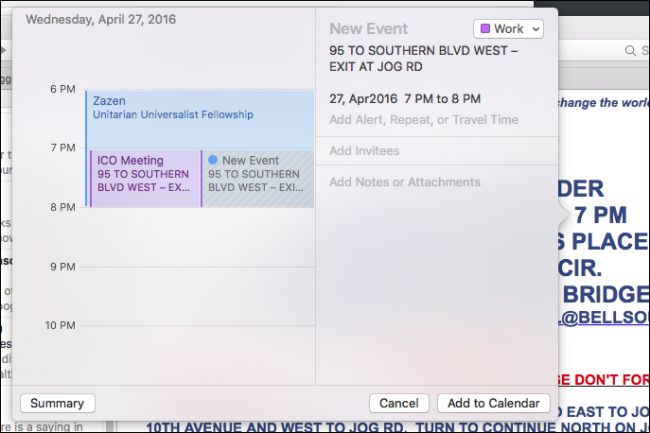 Wednesday, April 27, 2016
6 PM
Zazen
Unitarian Universalist Fellowship
7 PM
ICO Meeting
95 TO SOUTHERN
BLVD WEST – EX...
New Event
95 TO SOUTHERN
BLVD WEST – EXI...
8 PM
9 PM
10 PM
Summary
New Event
Work
95 TO SOUTHERN BLVD WEST –
EXIT AT JOG RD
27, Apr2016 7 PM to 8 PM
Add Alert, Repeat, or Travel Time
Add Invitees
Add Notes or Attachments
Cancel
Add to Calendar
change the world
DER
7 PM
S PLACE
CIR.
BRIDGE
L@BELLSOU
SE DON'T FOR
O EAST TO JO
10TH AVENUE AND WEST TO JOG RD. TURN TO CONTINUE NORTH ON J
ere is a saying in